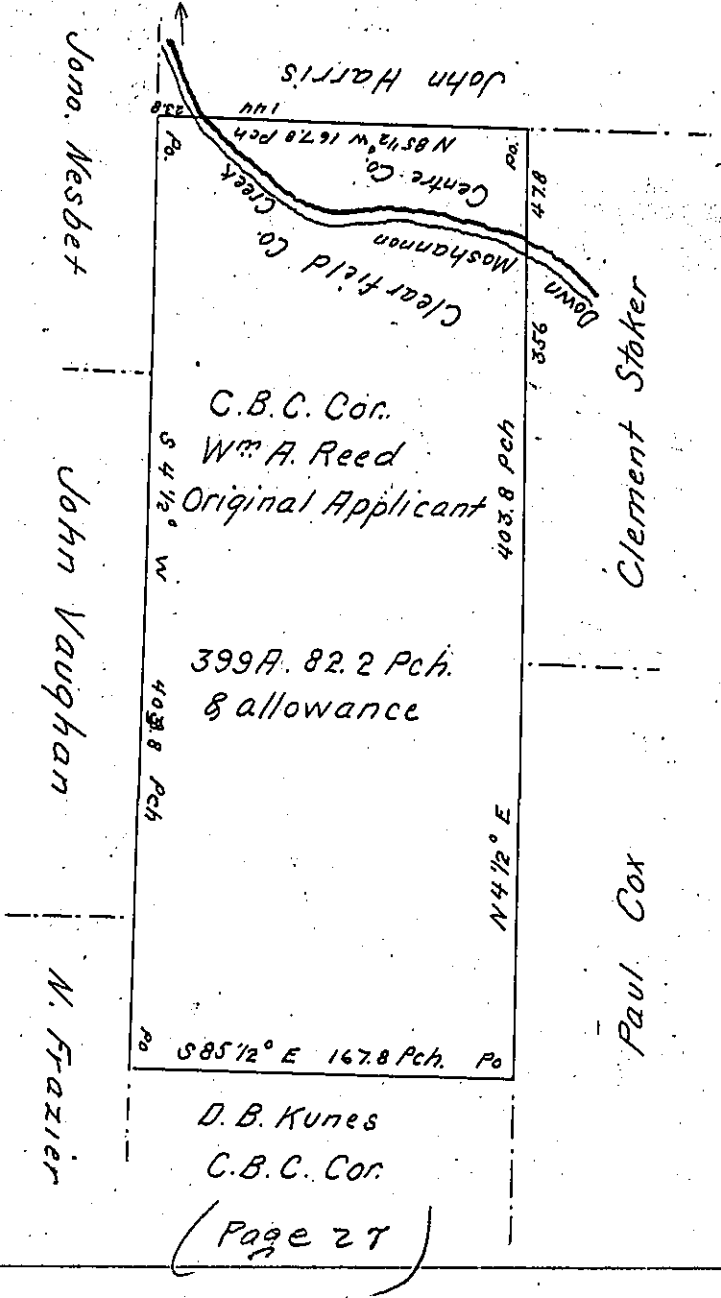 John Harris
23.8
144
N 85 1/2° W 167.8 Pch
Po.
Po.
Centre Co.
47.8
Creek
Moshannon
Down
Clearfield Co.
356
Jono. Nesbet
Clement Stoker
C.B.C. Cor.
Wm A. Reed
Original Applicant
S 4 1/2° W
403.8 Pch
403.8 Pch
John Vaughan
399A. 82.2 Pch.
& allowance
N 4 1/2° E
Paul Cox
N. Frazier
Po
S 85 1/2° E 167.8 Pch. Po
D.B. Kunes
C.B.C. Cor.
(Page 27)